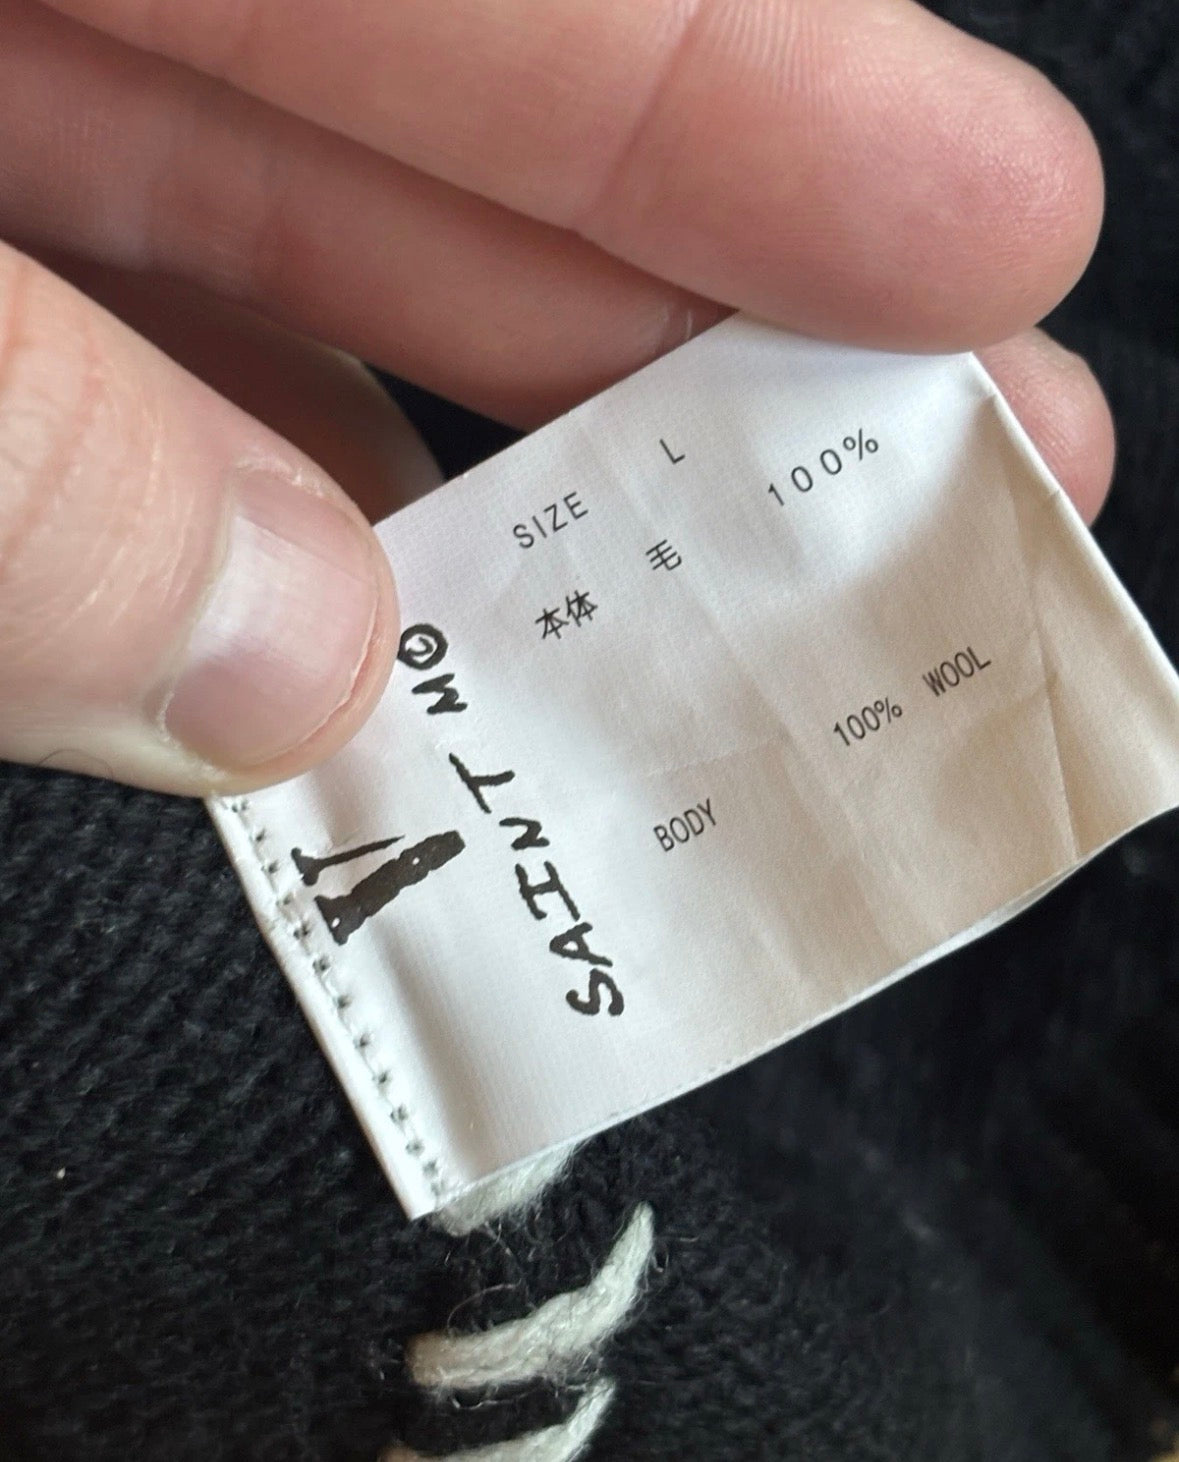 SIZE L
本体 毛 100%
BODY 100% WOOL
SAINT M